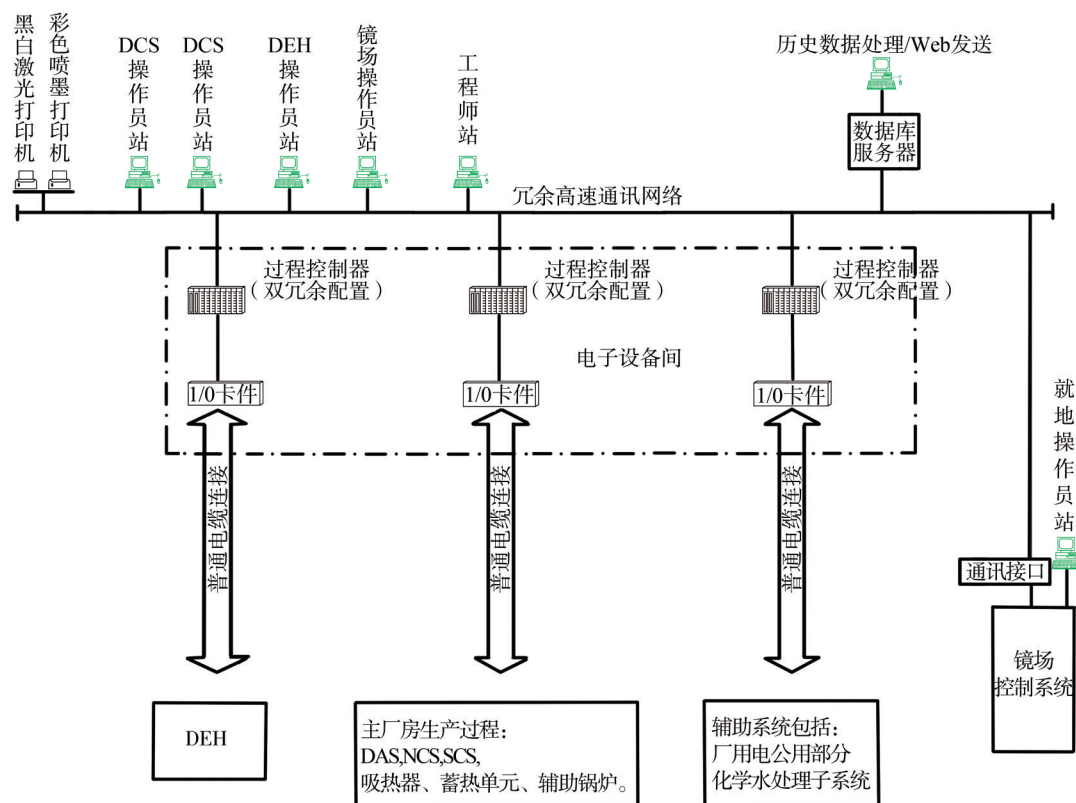 黑白激光打印机
彩色喷墨打印机
DCS
操作员站
DCS
操作员站
DEH
操作员站
镜场操作员站
工程师站
历史数据处理/Web发送
数据库
服务器
冗余高速通讯网络
过程控制器
（双冗余配置）
过程控制器
（双冗余配置）
过程控制器
（双冗余配置）
电子设备间
1/0卡件
1/0卡件
1/0卡件
就地操作员站
普通电缆连接
普通电缆连接
普通电缆连接
通讯接口
镜场
控制系统
DEH
主厂房生产过程：
DAS,NCS,SCS,
吸热器、蓄热单元、辅助锅炉。
辅助系统包括：
厂用电公用部分
化学水处理子系统